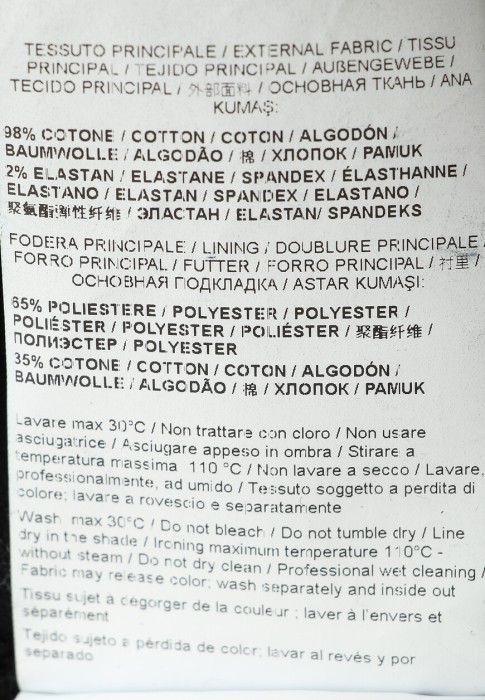 TESSUTO PRINCIPALE / EXTERNAL FABRIC / TISSU
PRINCIPAL / TEJIDO PRINCIPAL / AUßENGEWEBE /
TECIDO PRINCIPAL / 外部面料 / ОСНОВНАЯ ТКАНЬ / ANA
KUMAŞ:
98% COTONE / COTTON / COTON / ALGODÓN /
BAUMWOLLE / ALGODÃO / 棉 / ХЛОПОК / PAMUK
2% ELASTAN / ELASTANE / SPANDEX / ÉLASTHANNE /
ELASTANO / ELASTAN / SPANDEX / ELASTANO /
聚氨酯弹性纤维 / ЭЛАСТАН / ELASTAN/ SPANDEKS
FODERA PRINCIPALE / LINING / DOUBLURE PRINCIPALE
FORRO PRINCIPAL / FUTTER / FORRO PRINCIPAL / 衬里 /
ОСНОВНАЯ ПОДКЛАДКА / ASTAR KUMAŞI:
65% POLIESTERE / POLYESTER / POLYESTER /
POLIÉSTER / POLYESTER / POLIÉSTER / 聚酯纤维 /
ПОЛИЭСТЕР / POLYESTER
35% COTONE / COTTON / COTON / ALGODÓN /
BAUMWOLLE / ALGODÃO / 棉 / ХЛОПОК / PAMUK
Lavare max 30°C / Non trattare con cloro / Non usare
asciugatrice / Asciugare appeso in ombra / Stirare a
temperatura massima 110°C / Non lavare a secco / Lavare,
professionalmente, ad umido / Tessuto soggetto a perdita di
colore; lavare a rovescio e separatamente
Wash max 30°C / Do not bleach / Do not tumble dry / Line
dry in the shade / Ironing maximum temperature 110°C -
without steam / Do not dry clean / Professional wet cleaning /
Fabric may release color; wash separately and inside out
Tissu sujet à degorger de la couleur ; laver à l'envers et
séparément
Tejido sujeto a pérdida de color; lavar al revés y por
separado